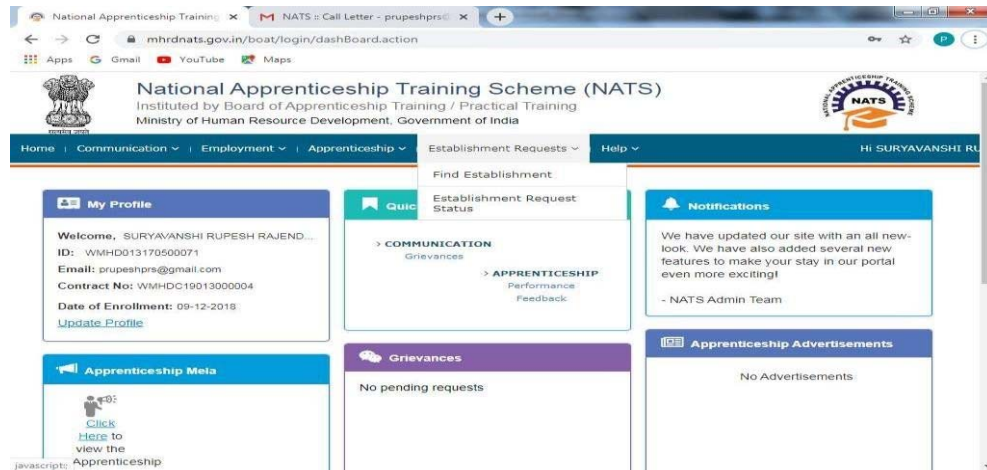 National Apprenticeship Training
NATS :: Call Letter - prupeshprs@
mhrdnats.gov.in/boat/login/dashBoard.action
P
Apps Gmail YouTube Maps
National Apprenticeship Training Scheme (NATS)
Instituted by Board of Apprenticeship Training / Practical Training
Ministry of Human Resource Development, Government of India
सत्यमेव जयते
NATS
Home Communication Employment Apprenticeship Establishment Requests Help Hi SURYAVANSHI RU
Find Establishment
Establishment Request
Status
My Profile
Welcome, SURYAVANSHI RUPESH RAJEND...
ID: WMHD013170500071
Email: prupeshprs@gmail.com
Contract No: WMHDC19013000004
Date of Enrollment: 09-12-2018
Update Profile
Quic
> COMMUNICATION
Grievances
> APPRENTICESHIP
Performance
Feedback
Notifications
We have updated our site with an all new-
look. We have also added several new
features to make your stay in our portal
even more exciting!
- NATS Admin Team
Apprenticeship Mela
Click
Here to
view the
Apprenticeship
Grievances
No pending requests
Apprenticeship Advertisements
No Advertisements
javascript: